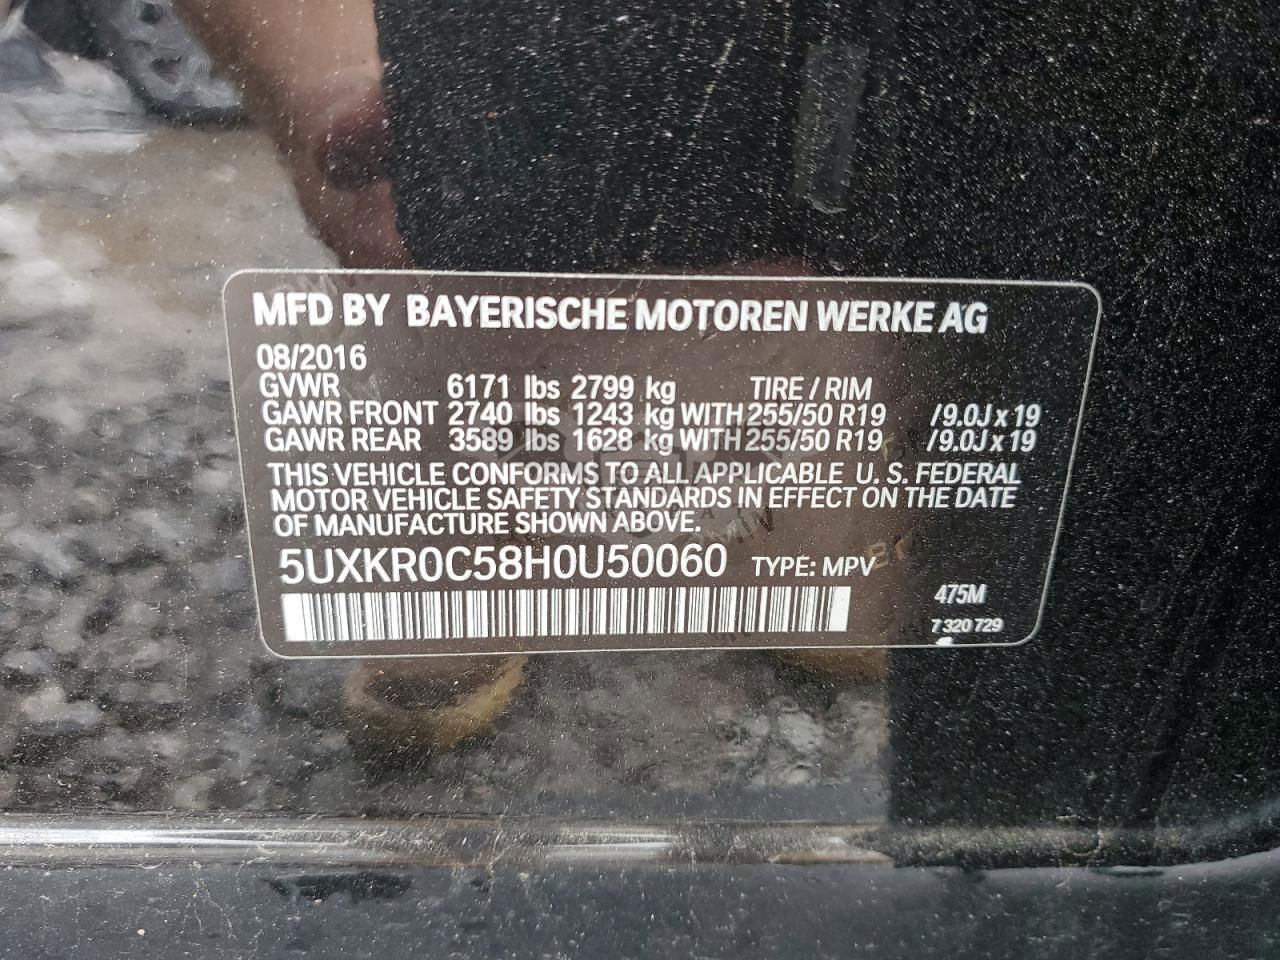 MFD BY BAYERISCHE MOTOREN WERKE AG
08/2016
GVWR 6171 lbs 2799 kg TIRE / RIM
GAWR FRONT 2740 lbs 1243 kg WITH 255/50 R19 /9.0J x 19
GAWR REAR 3589 lbs 1628 kg WITH 255/50 R19 /9.0J x 19
THIS VEHICLE CONFORMS TO ALL APPLICABLE U. S. FEDERAL
MOTOR VEHICLE SAFETY STANDARDS IN EFFECT ON THE DATE
OF MANUFACTURE SHOWN ABOVE.
5UXKR0C58H0U50060 TYPE: MPV
475M
7 320 729